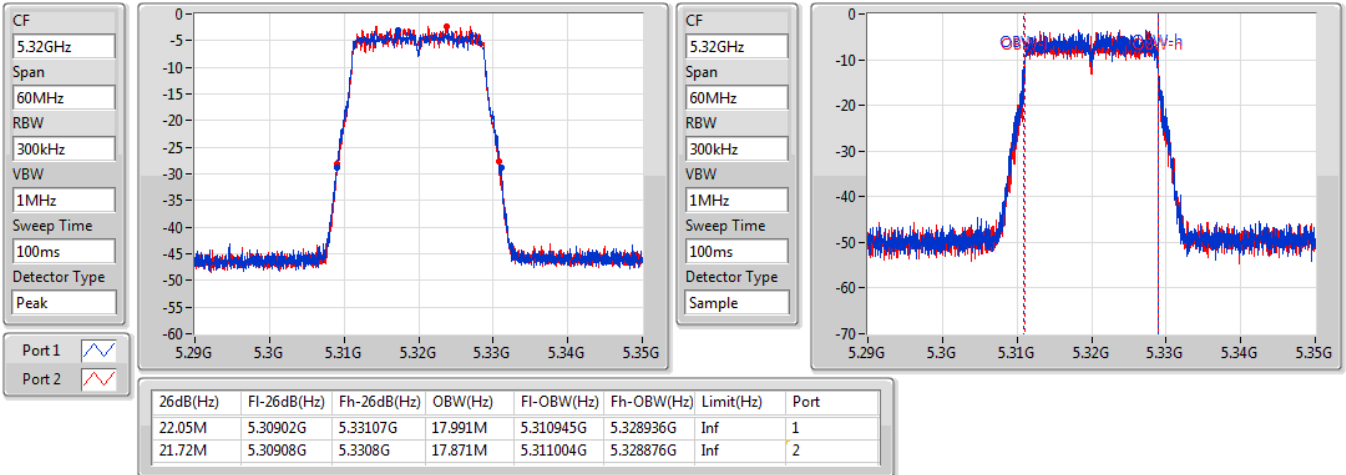 CF
5.32GHz
Span
60MHz
RBW
300kHz
VBW
1MHz
Sweep Time
100ms
Detector Type
Peak
Port 1
Port 2
0
-5
-10
-15
-20
-25
-30
-35
-40
-45
-50
-55
-60
5.29G 5.3G 5.31G 5.32G 5.33G 5.34G 5.35G
CF
5.32GHz
Span
60MHz
RBW
300kHz
VBW
1MHz
Sweep Time
100ms
Detector Type
Sample
0
-10
-20
-30
-40
-50
-60
-70
OBW-h
5.29G 5.3G 5.31G 5.32G 5.33G 5.34G 5.35G
26dB(Hz) Fl-26dB(Hz) Fh-26dB(Hz) OBW(Hz) Fl-OBW(Hz) Fh-OBW(Hz) Limit(Hz) Port
22.05M 5.30902G 5.33107G 17.991M 5.310945G 5.328936G Inf 1
21.72M 5.30908G 5.3308G 17.871M 5.311004G 5.328876G Inf 2